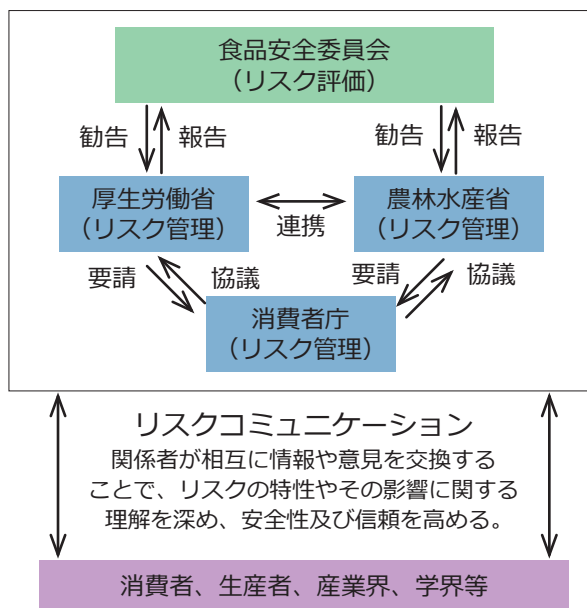 食品安全委員会
（リスク評価）
勧告
報告
勧告
報告
厚生労働省
（リスク管理）
連携
農林水産省
（リスク管理）
要請
協議
要請
協議
消費者庁
（リスク管理）
リスクコミュニケーション
関係者が相互に情報や意見を交換する
ことで、リスクの特性やその影響に関する
理解を深め、安全性及び信頼を高める。
消費者、生産者、産業界、学界等